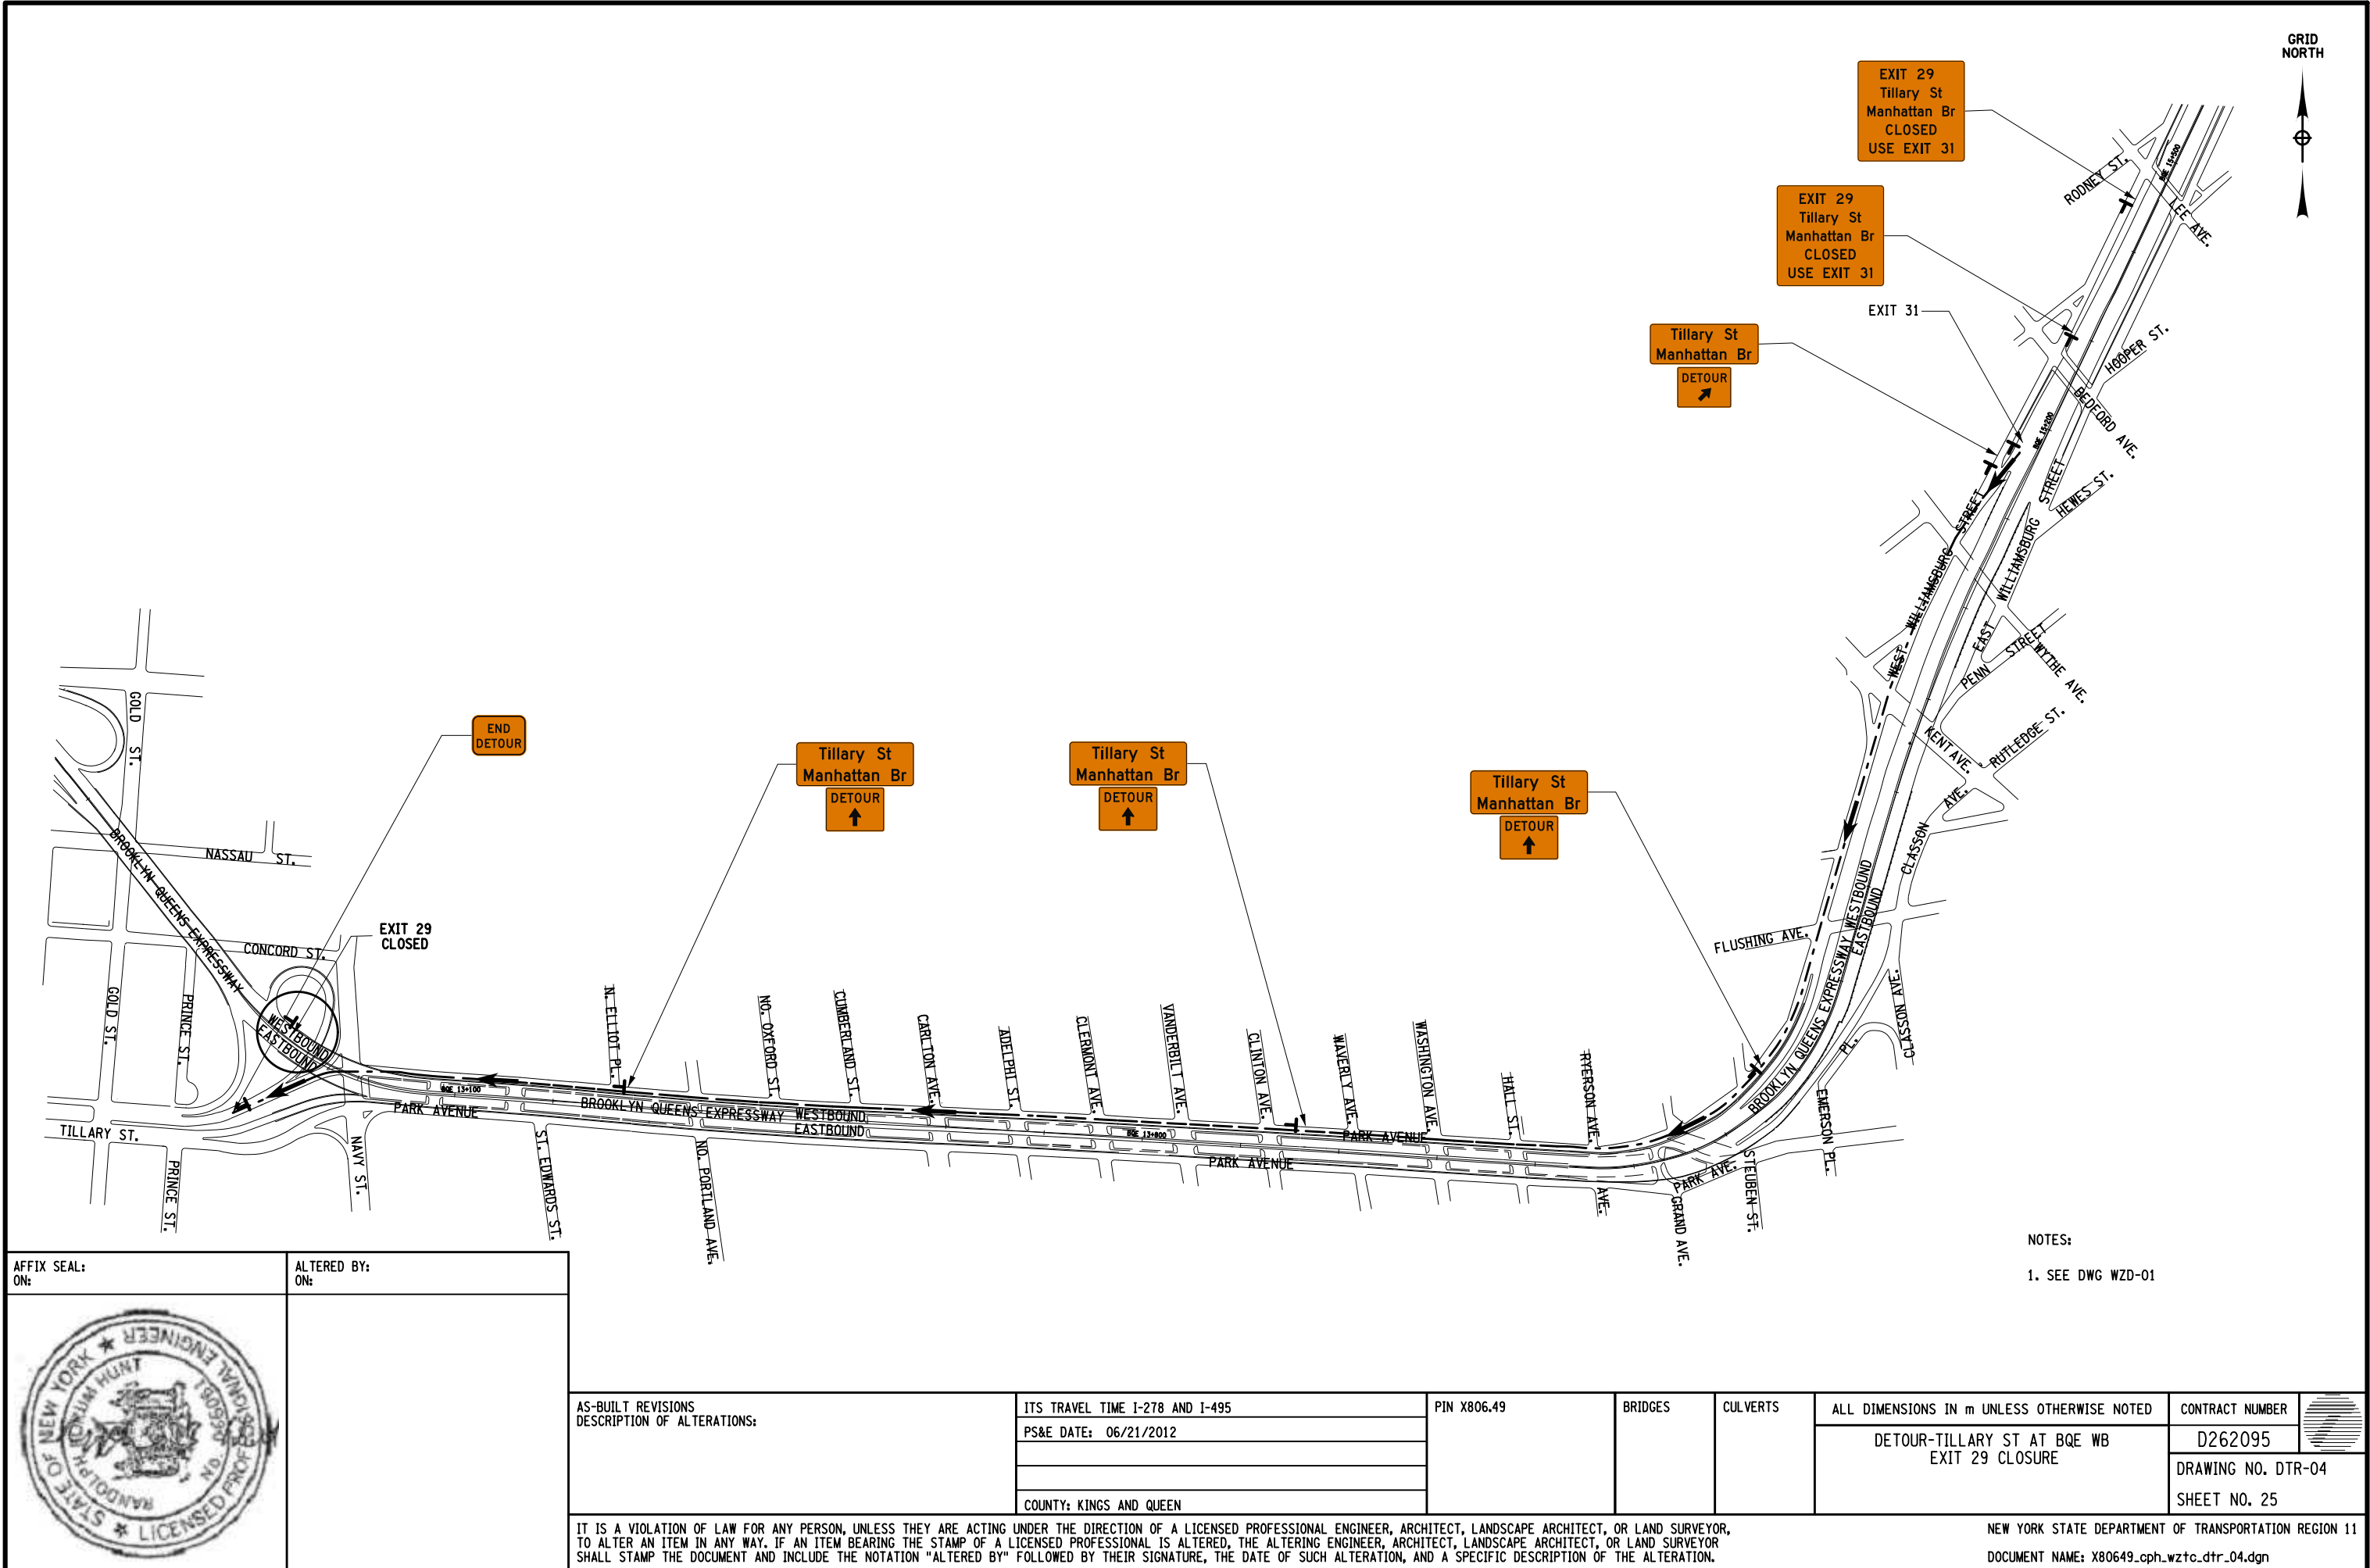 GRID
NORTH
EXIT 29
Tillary St
Manhattan Br
CLOSED
USE EXIT 31
EXIT 29
Tillary St
Manhattan Br
CLOSED
USE EXIT 31
EXIT 31
Tillary St
Manhattan Br
DETOUR
RODNEY ST.
BQE 15+500
LEE AVE.
HOOPER ST.
BEDFORD AVE.
BQE 15+200
HEWES ST.
WEST WILLIAMSBURG STREET
EAST WILLIAMSBURG STREET
PENN STREET
WYTHE AVE.
KENT AVE.
RUTLEDGE ST.
CLASSON AVE.
END
DETOUR
Tillary St
Manhattan Br
DETOUR
Tillary St
Manhattan Br
DETOUR
Tillary St
Manhattan Br
DETOUR
GOLD ST.
NASSAU ST.
BROOKLYN QUEENS EXPRESSWAY
EXIT 29
CLOSED
CONCORD ST.
GOLD ST.
PRINCE ST.
WESTBOUND
EASTBOUND
TILLARY ST.
PRINCE ST.
NAVY ST.
BQE 13+100
PARK AVENUE
N. ELLIOT PL.
NO. OXFORD ST.
CUMBERLAND ST.
CARLTON AVE.
ADELPHI ST.
CLERMONT AVE.
VANDERBILT AVE.
CLINTON AVE.
WAVERLY AVE.
WASHINGTON AVE.
HALL ST.
RYERSON AVE.
BROOKLYN QUEENS EXPRESSWAY WESTBOUND
EASTBOUND
BQE 13+800
PARK AVENUE
PARK AVENUE
ST. EDWARDS ST.
NO. PORTLAND AVE.
AVE.
GRAND AVE.
PARK AVE.
STEUBEN ST.
EMERSON PL.
PL.
CLASSON AVE.
FLUSHING AVE.
BROOKLYN QUEENS EXPRESSWAY WESTBOUND
EASTBOUND
NOTES:
1. SEE DWG WZD-01
AFFIX SEAL:
ON:
ALTERED BY:
ON:
STATE OF NEW YORK
RANDOLPH HUNT
LICENSED PROFESSIONAL ENGINEER
AS-BUILT REVISIONS
DESCRIPTION OF ALTERATIONS:
ITS TRAVEL TIME I-278 AND I-495
PS&E DATE: 06/21/2012
COUNTY: KINGS AND QUEEN
PIN X806.49
BRIDGES
CULVERTS
ALL DIMENSIONS IN m UNLESS OTHERWISE NOTED
DETOUR-TILLARY ST AT BQE WB
EXIT 29 CLOSURE
CONTRACT NUMBER
D262095
DRAWING NO. DTR-04
SHEET NO. 25
IT IS A VIOLATION OF LAW FOR ANY PERSON, UNLESS THEY ARE ACTING UNDER THE DIRECTION OF A LICENSED PROFESSIONAL ENGINEER, ARCHITECT, LANDSCAPE ARCHITECT, OR LAND SURVEYOR,
TO ALTER AN ITEM IN ANY WAY. IF AN ITEM BEARING THE STAMP OF A LICENSED PROFESSIONAL IS ALTERED, THE ALTERING ENGINEER, ARCHITECT, LANDSCAPE ARCHITECT, OR LAND SURVEYOR
SHALL STAMP THE DOCUMENT AND INCLUDE THE NOTATION "ALTERED BY" FOLLOWED BY THEIR SIGNATURE, THE DATE OF SUCH ALTERATION, AND A SPECIFIC DESCRIPTION OF THE ALTERATION.
NEW YORK STATE DEPARTMENT OF TRANSPORTATION REGION 11
DOCUMENT NAME: X80649_cph_wztc_dtr_04.dgn